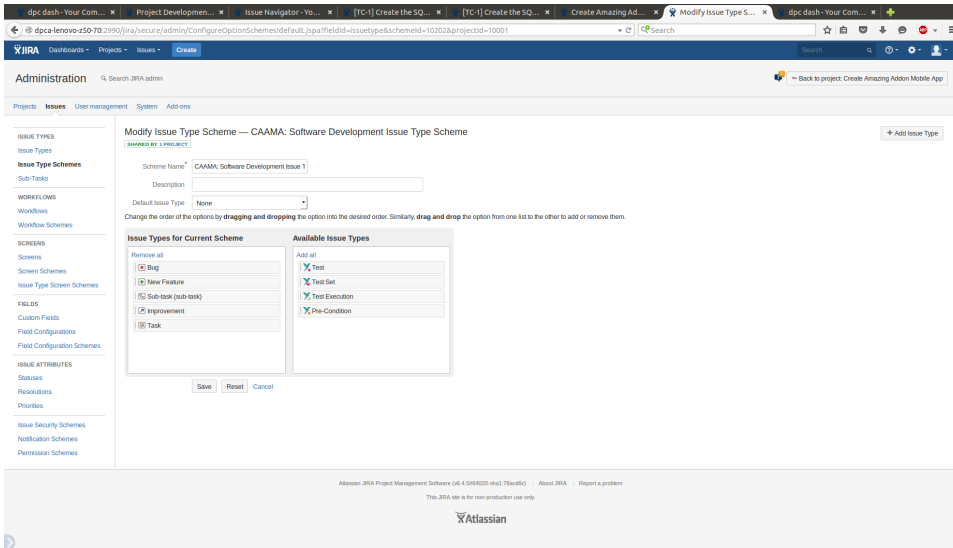 dpc dash - Your Com... × Project Developmen... × Issue Navigator - Yo... × [TC-1] Create the SQ... × [TC-1] Create the SQ... × Create Amazing Ad... × Modify Issue Type S... × dpc dash - Your Com... ×
dpca-lenovo-z50-70:2990/jira/secure/admin/ConfigureOptionSchemes!default.jspa?fieldId=issuetype&schemeId=10202&projectId=10001 Search
JIRA Dashboards Projects Issues Create Search
Administration Search JIRA admin Back to project: Create Amazing Addon Mobile App
Projects Issues User management System Add-ons
ISSUE TYPES
Issue Types
Issue Type Schemes
Sub-Tasks
WORKFLOWS
Workflows
Workflow Schemes
SCREENS
Screens
Screen Schemes
Issue Type Screen Schemes
FIELDS
Custom Fields
Field Configurations
Field Configuration Schemes
ISSUE ATTRIBUTES
Statuses
Resolutions
Priorities
Issue Security Schemes
Notification Schemes
Permission Schemes
Modify Issue Type Scheme — CAAMA: Software Development Issue Type Scheme
+ Add Issue Type
SHARED BY 1 PROJECT
Scheme Name* CAAMA: Software Development Issue T
Description
Default Issue Type None
Change the order of the options by dragging and dropping the option into the desired order. Similarly, drag and drop the option from one list to the other to add or remove them.
Issue Types for Current Scheme
Remove all
Bug
New Feature
Sub-task (sub-task)
Improvement
Task
Available Issue Types
Add all
Test
Test Set
Test Execution
Pre-Condition
Save Reset Cancel
Atlassian JIRA Project Management Software (v6.4.5#64020-sha1:78acd6c) · About JIRA · Report a problem
This JIRA site is for non-production use only.
Atlassian